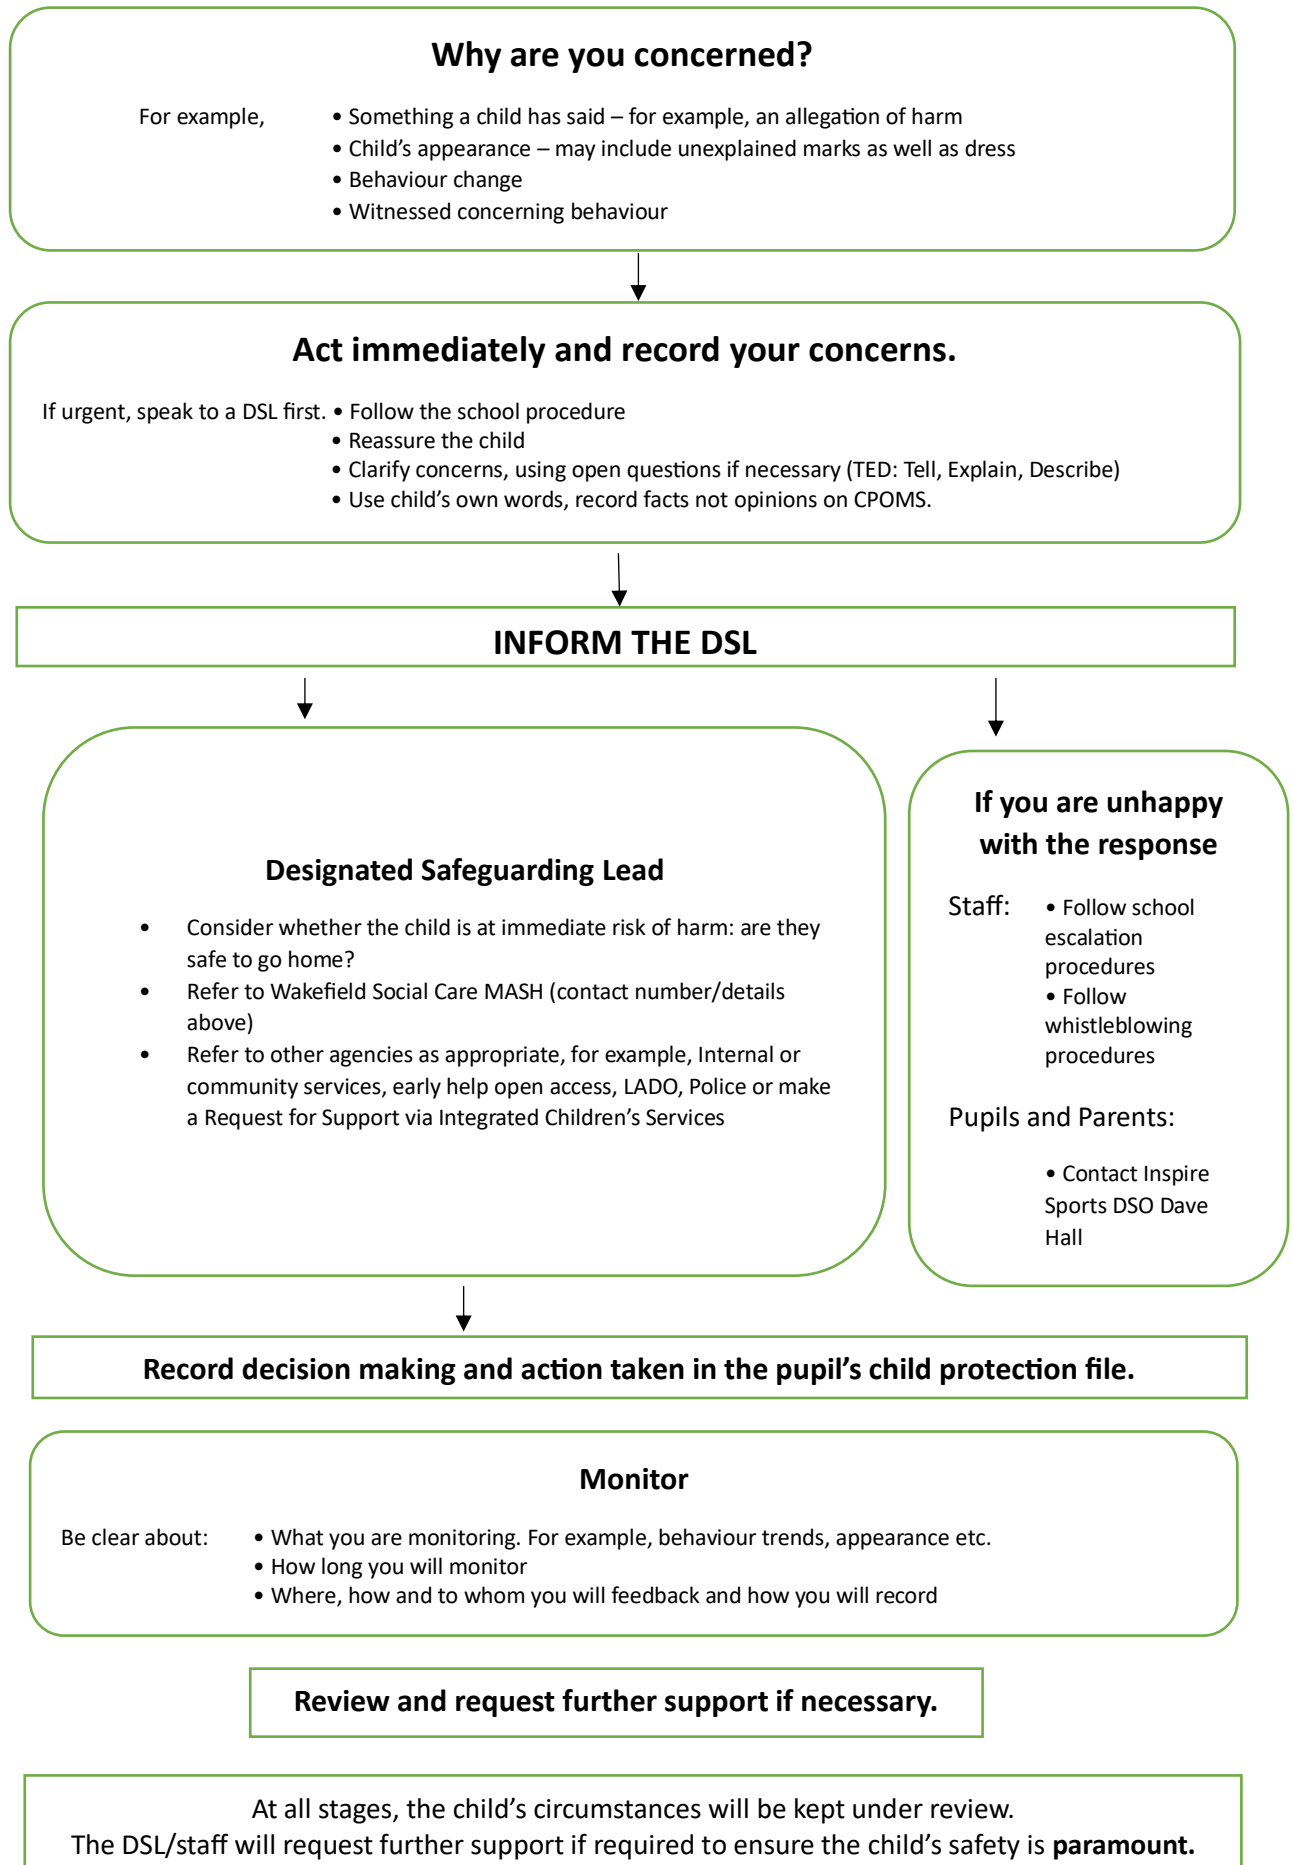 Why are you concerned?
For example, • Something a child has said – for example, an allegation of harm
• Child's appearance – may include unexplained marks as well as dress
• Behaviour change
• Witnessed concerning behaviour
Act immediately and record your concerns.
If urgent, speak to a DSL first. • Follow the school procedure
• Reassure the child
• Clarify concerns, using open questions if necessary (TED: Tell, Explain, Describe)
• Use child's own words, record facts not opinions on CPOMS.
INFORM THE DSL
Designated Safeguarding Lead
• Consider whether the child is at immediate risk of harm: are they
safe to go home?
• Refer to Wakefield Social Care MASH (contact number/details
above)
• Refer to other agencies as appropriate, for example, Internal or
community services, early help open access, LADO, Police or make
a Request for Support via Integrated Children's Services
If you are unhappy
with the response
Staff: • Follow school
escalation
procedures
• Follow
whistleblowing
procedures
Pupils and Parents:
• Contact Inspire
Sports DSO Dave
Hall
Record decision making and action taken in the pupil's child protection file.
Monitor
Be clear about: • What you are monitoring. For example, behaviour trends, appearance etc.
• How long you will monitor
• Where, how and to whom you will feedback and how you will record
Review and request further support if necessary.
At all stages, the child's circumstances will be kept under review.
The DSL/staff will request further support if required to ensure the child's safety is paramount.